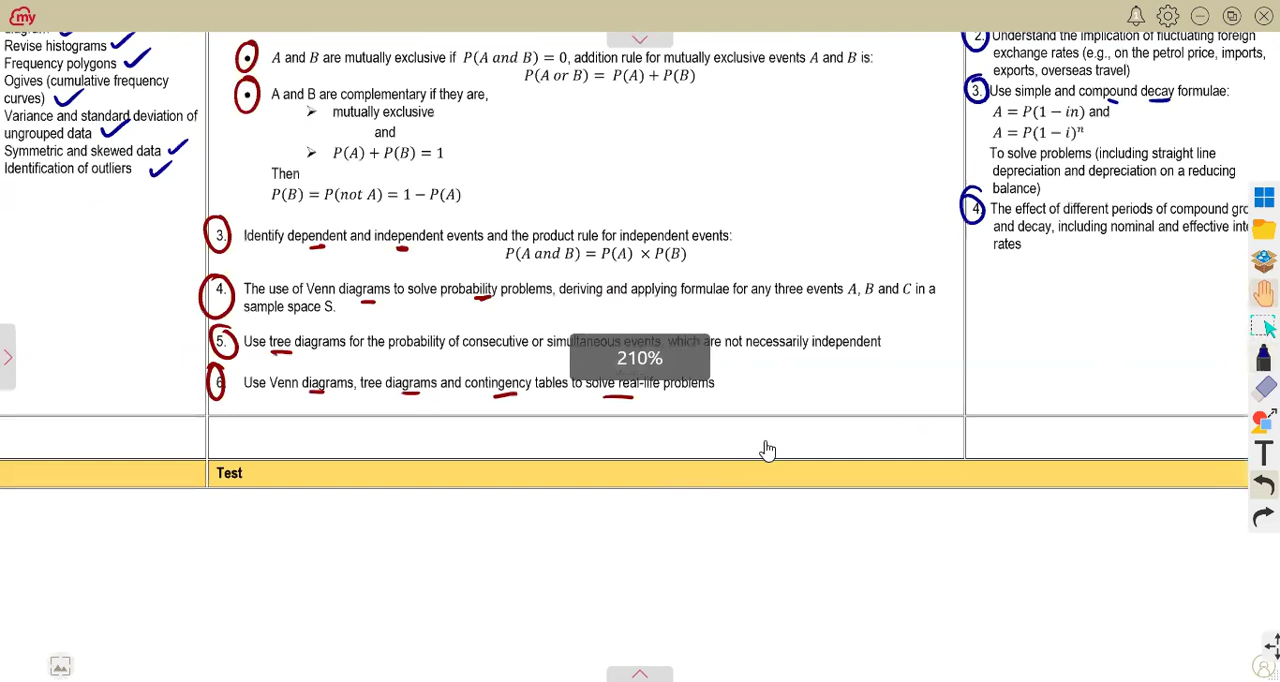 my
diagram
Revise histograms
Frequency polygons
Ogives (cumulative frequency
curves)
Variance and standard deviation of
ungrouped data
Symmetric and skewed data
Identification of outliers
• A and B are mutually exclusive if P(A and B) = 0, addition rule for mutually exclusive events A and B is:
P(A or B) = P(A) + P(B)
• A and B are complementary if they are,
➢ mutually exclusive
and
➢ P(A) + P(B) = 1
Then
P(B) = P(not A) = 1 − P(A)
3. Identify dependent and independent events and the product rule for independent events:
P(A and B) = P(A) × P(B)
4. The use of Venn diagrams to solve probability problems, deriving and applying formulae for any three events A, B and C in a
sample space S.
5. Use tree diagrams for the probability of consecutive or simultaneous events, which are not necessarily independent
210%
6. Use Venn diagrams, tree diagrams and contingency tables to solve real-life problems
2. Understand the implication of fluctuating foreign
exchange rates (e.g., on the petrol price, imports,
exports, overseas travel)
3. Use simple and compound decay formulae:
A = P(1 − in) and
A = P(1 − i)ⁿ
To solve problems (including straight line
depreciation and depreciation on a reducing
balance)
4. The effect of different periods of compound gro
and decay, including nominal and effective inte
rates
Test
T